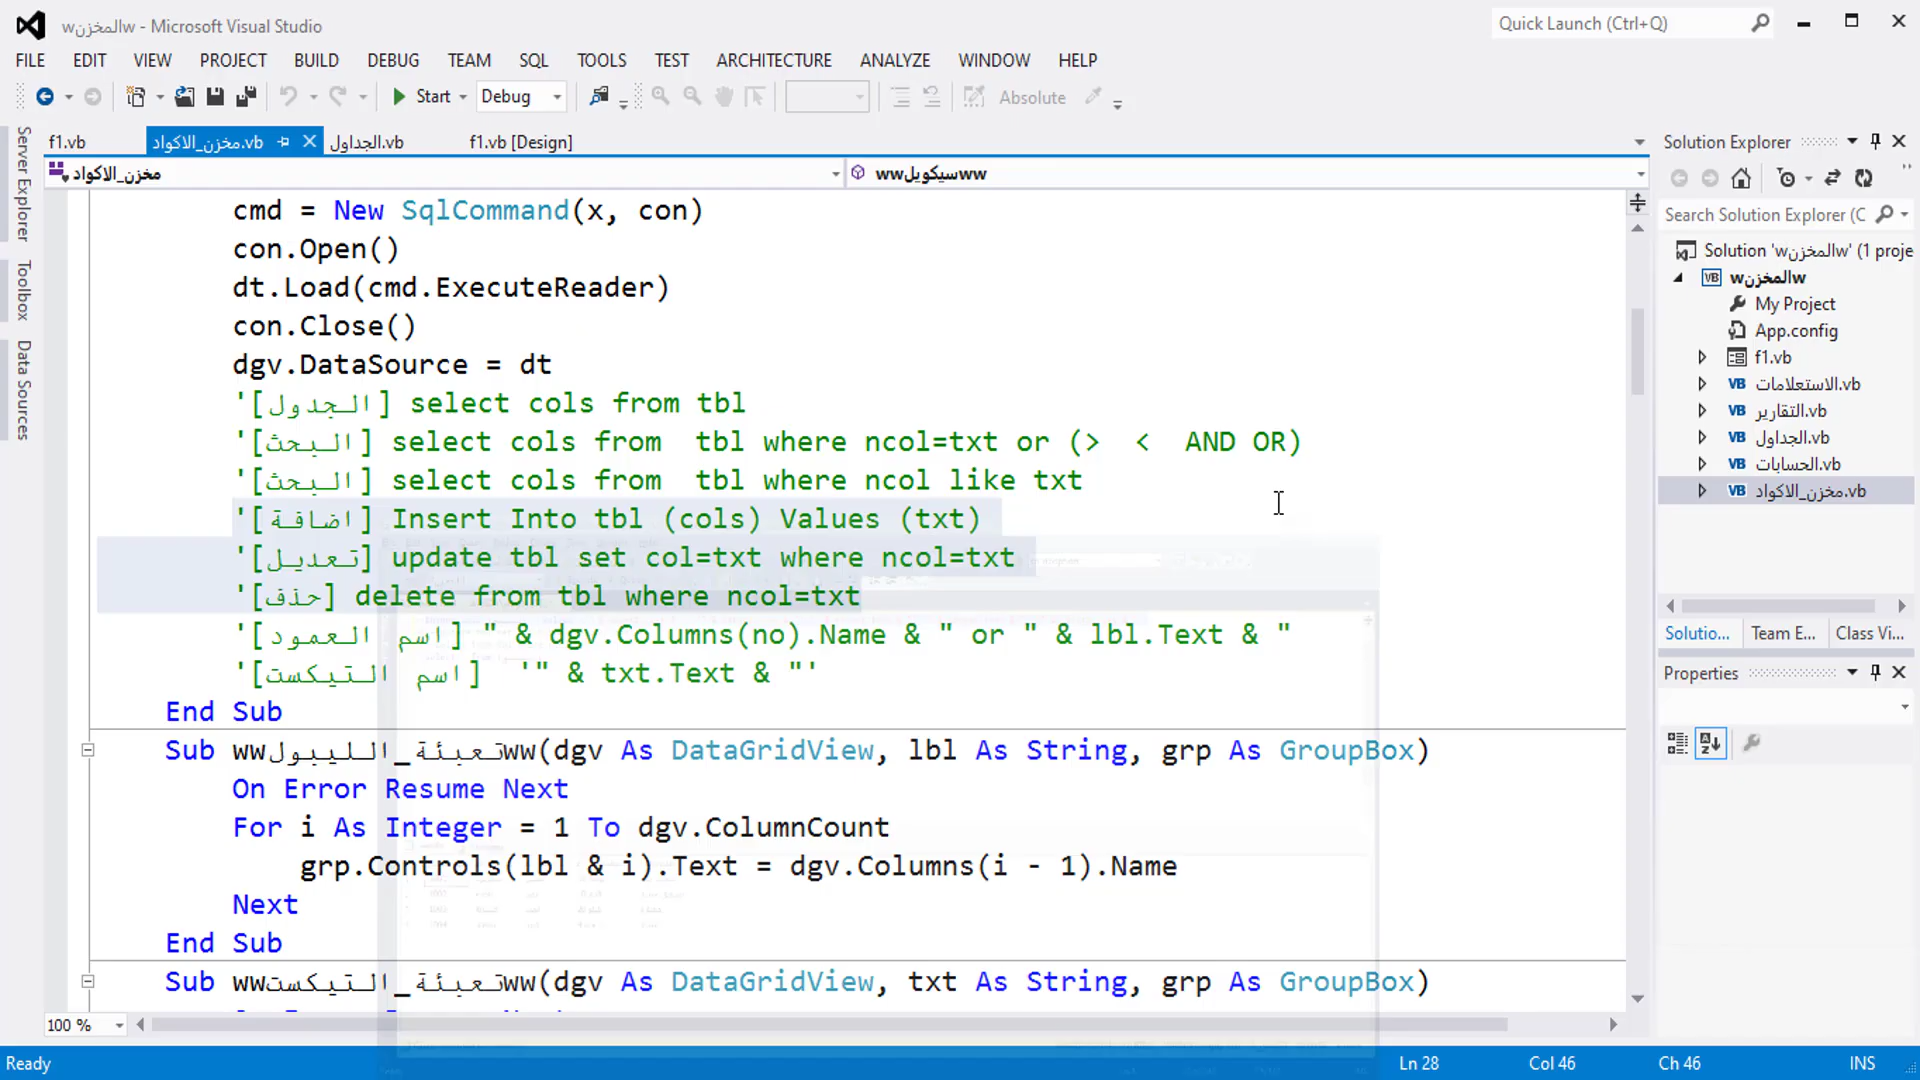 wالمخزنw - Microsoft Visual Studio
Quick Launch (Ctrl+Q)
FILE EDIT VIEW PROJECT BUILD DEBUG TEAM SQL TOOLS TEST ARCHITECTURE ANALYZE WINDOW HELP
Start Debug Absolute
f1.vb مخزن_الاكواد.vb الجداول.vb f1.vb [Design]
مخزن_الاكواد wwسيكويلww
Server Explorer
Toolbox
Data Sources
cmd = New SqlCommand(x, con)
con.Open()
dt.Load(cmd.ExecuteReader)
con.Close()
dgv.DataSource = dt
'[الجدول] select cols from tbl
'[البحث] select cols from  tbl where ncol=txt or (>  <  AND OR)
'[البحث] select cols from  tbl where ncol like txt
'[اضافة] Insert Into tbl (cols) Values (txt)
'[تعديل] update tbl set col=txt where ncol=txt
'[حذف] delete from tbl where ncol=txt
'[اسم العمود] " & dgv.Columns(no).Name & " or " & lbl.Text & "
'[اسم التيكست]  '" & txt.Text & "'
End Sub
Sub wwتعبئة_الليبولww(dgv As DataGridView, lbl As String, grp As GroupBox)
On Error Resume Next
For i As Integer = 1 To dgv.ColumnCount
grp.Controls(lbl & i).Text = dgv.Columns(i - 1).Name
Next
End Sub
Sub wwتعبئة_التيكستww(dgv As DataGridView, txt As String, grp As GroupBox)
100 %
Solution Explorer
Search Solution Explorer (C
Solution 'wالمخزنw' (1 proje
wالمخزنw
My Project
App.config
f1.vb
الاستعلامات.vb
التقارير.vb
الجداول.vb
الحسابات.vb
مخزن_الاكواد.vb
Solutio... Team E... Class Vi...
Properties
Ready Ln 28 Col 46 Ch 46 INS